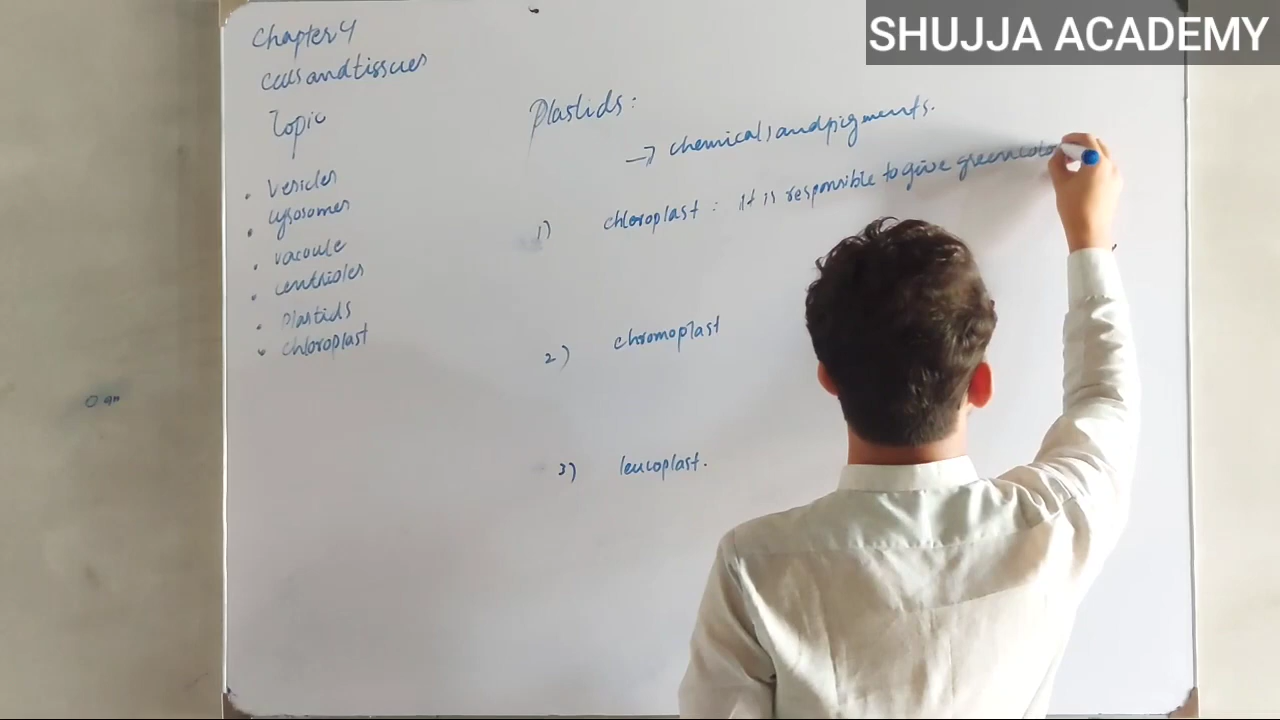 SHUJJA ACADEMY
Chapter 4
cells and tissues
Topic
• Vesicles
• Lysosomes
• vacoule
• centrioles
• Plastids
• chloroplast
Plastids :
→ chemicals and pigments.
1) chloroplast : it is responsible to give green colo
2) chromoplast
3) leucoplast.